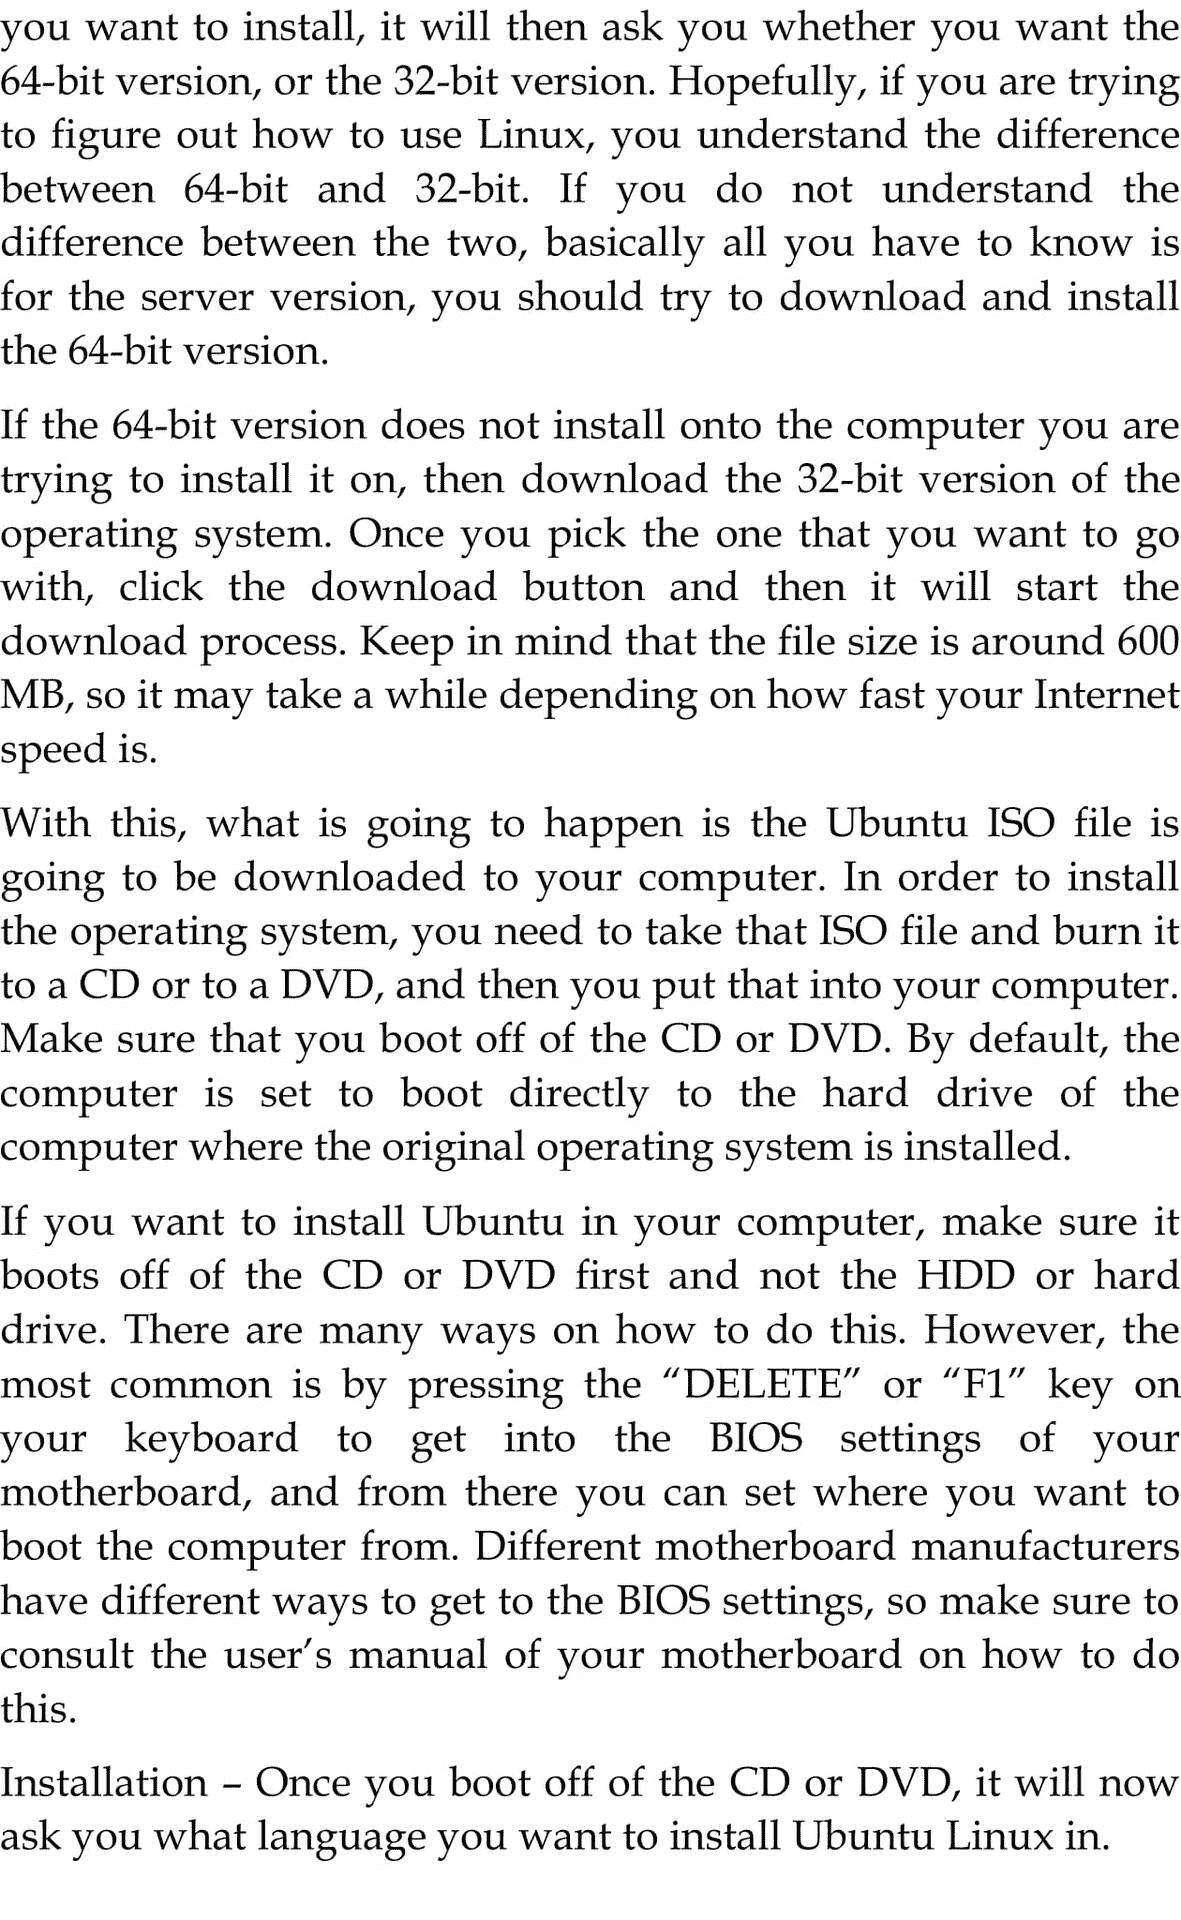 you want to install, it will then ask you whether you want the
64-bit version, or the 32-bit version. Hopefully, if you are trying
to figure out how to use Linux, you understand the difference
between 64-bit and 32-bit. If you do not understand the
difference between the two, basically all you have to know is
for the server version, you should try to download and install
the 64-bit version.
If the 64-bit version does not install onto the computer you are
trying to install it on, then download the 32-bit version of the
operating system. Once you pick the one that you want to go
with, click the download button and then it will start the
download process. Keep in mind that the file size is around 600
MB, so it may take a while depending on how fast your Internet
speed is.
With this, what is going to happen is the Ubuntu ISO file is
going to be downloaded to your computer. In order to install
the operating system, you need to take that ISO file and burn it
to a CD or to a DVD, and then you put that into your computer.
Make sure that you boot off of the CD or DVD. By default, the
computer is set to boot directly to the hard drive of the
computer where the original operating system is installed.
If you want to install Ubuntu in your computer, make sure it
boots off of the CD or DVD first and not the HDD or hard
drive. There are many ways on how to do this. However, the
most common is by pressing the “DELETE” or “F1” key on
your keyboard to get into the BIOS settings of your
motherboard, and from there you can set where you want to
boot the computer from. Different motherboard manufacturers
have different ways to get to the BIOS settings, so make sure to
consult the user’s manual of your motherboard on how to do
this.
Installation – Once you boot off of the CD or DVD, it will now
ask you what language you want to install Ubuntu Linux in.